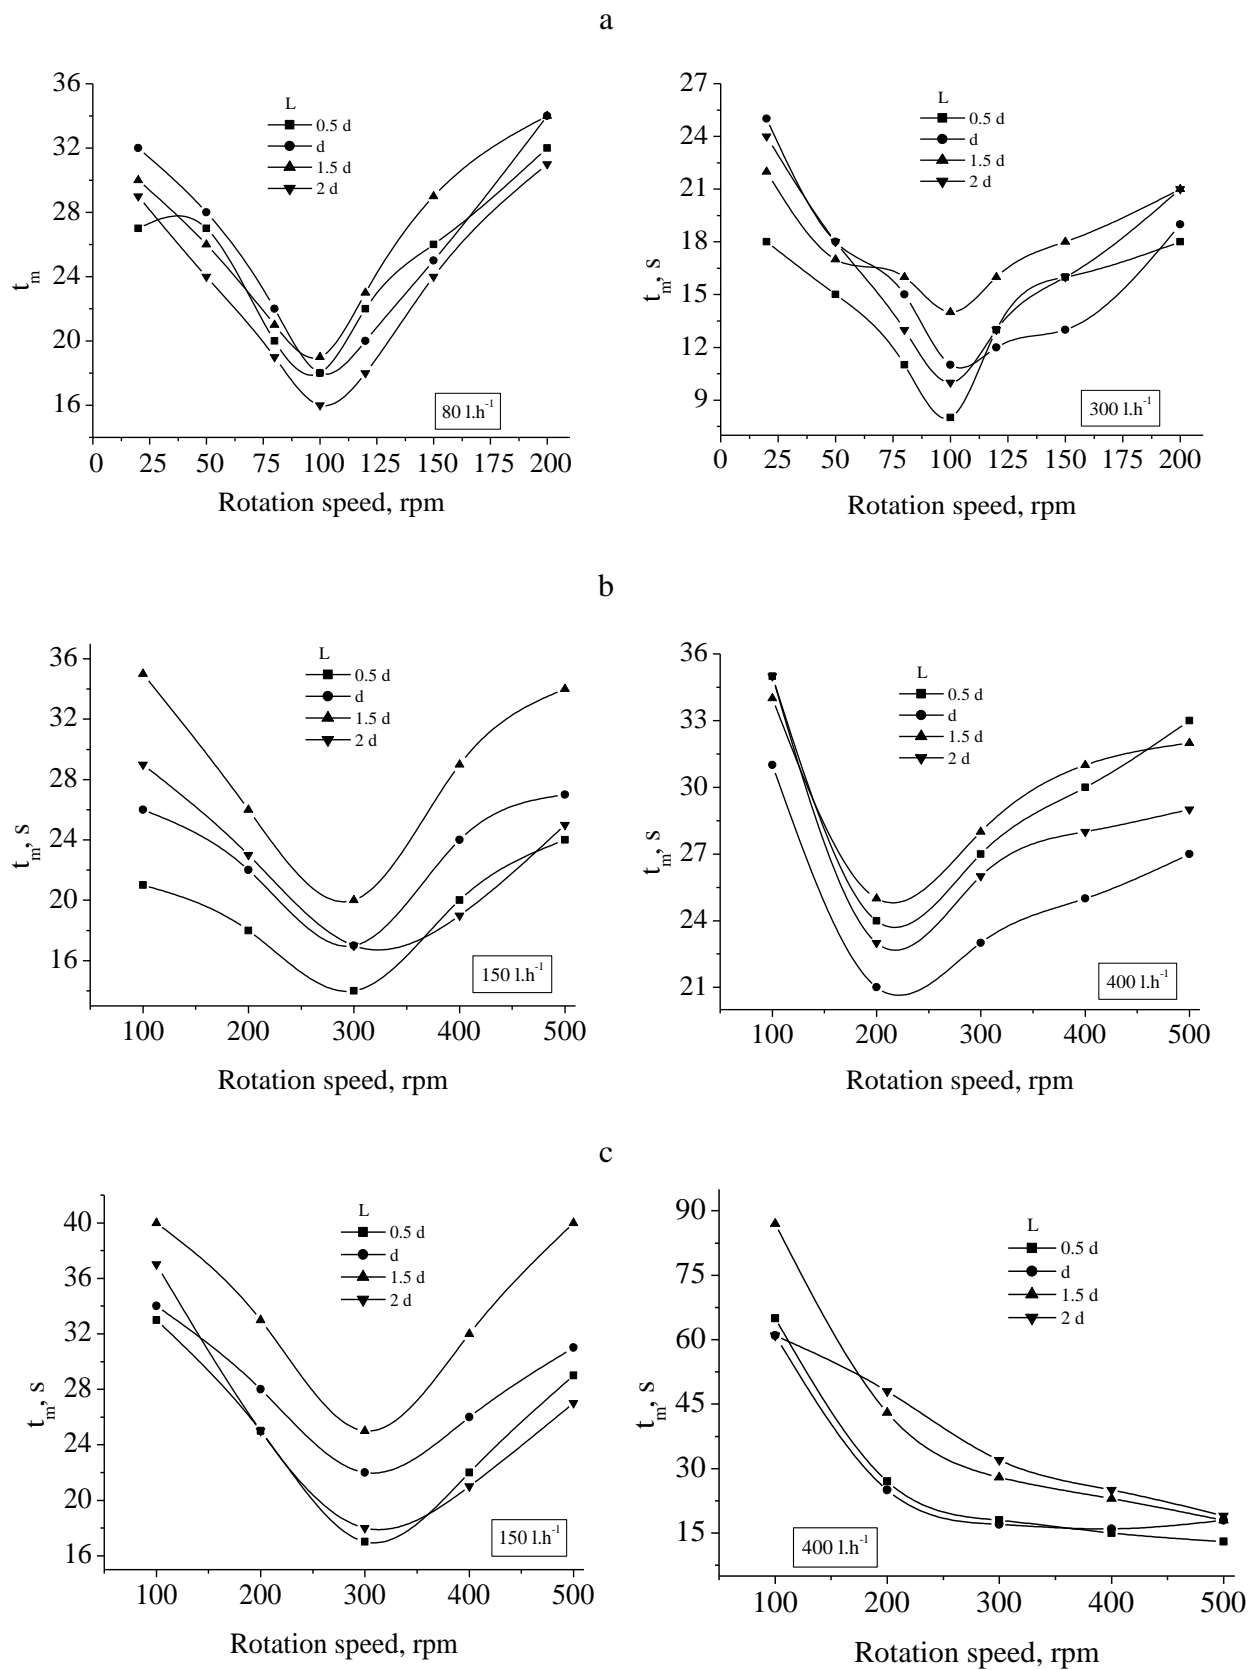 a
36
32
28
24
20
16
t_m
L
0.5 d
d
1.5 d
2 d
80 l.h⁻¹
0 25 50 75 100 125 150 175 200
Rotation speed, rpm
27
24
21
18
15
12
9
t_m, s
L
0.5 d
d
1.5 d
2 d
300 l.h⁻¹
0 25 50 75 100 125 150 175 200
Rotation speed, rpm
b
36
32
28
24
20
16
t_m, s
L
0.5 d
d
1.5 d
2 d
150 l.h⁻¹
100 200 300 400 500
Rotation speed, rpm
36
33
30
27
24
21
t_m, s
L
0.5 d
d
1.5 d
2 d
400 l.h⁻¹
100 200 300 400 500
Rotation speed, rpm
c
40
36
32
28
24
20
16
t_m, s
L
0.5 d
d
1.5 d
2 d
150 l.h⁻¹
100 200 300 400 500
Rotation speed, rpm
90
75
60
45
30
15
t_m, s
L
0.5 d
d
1.5 d
2 d
400 l.h⁻¹
100 200 300 400 500
Rotation speed, rpm